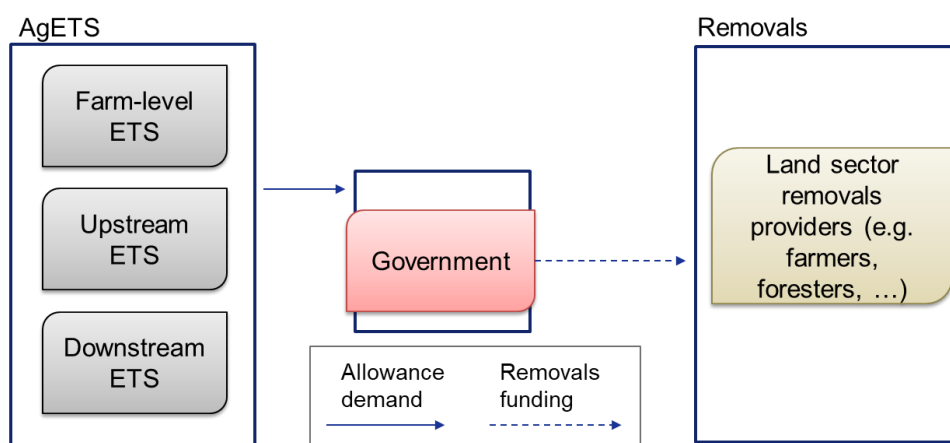 AgETS
Farm-level
ETS
Upstream
ETS
Downstream
ETS
Government
Allowance
demand
Removals
funding
Removals
Land sector
removals
providers (e.g.
farmers,
foresters, …)